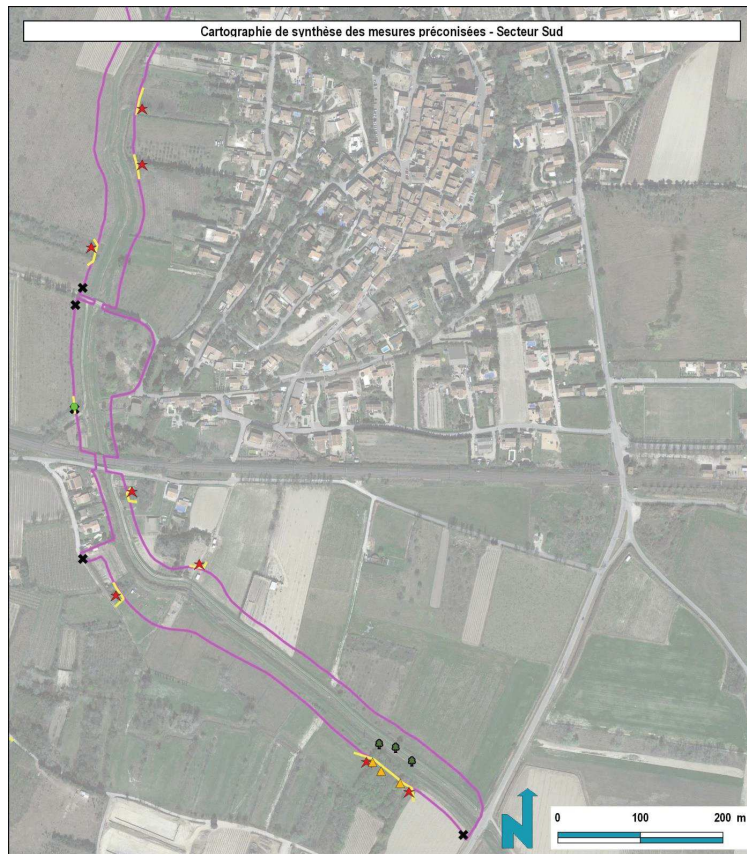 Cartographie de synthèse des mesures préconisées - Secteur Sud
N
0 100 200 m